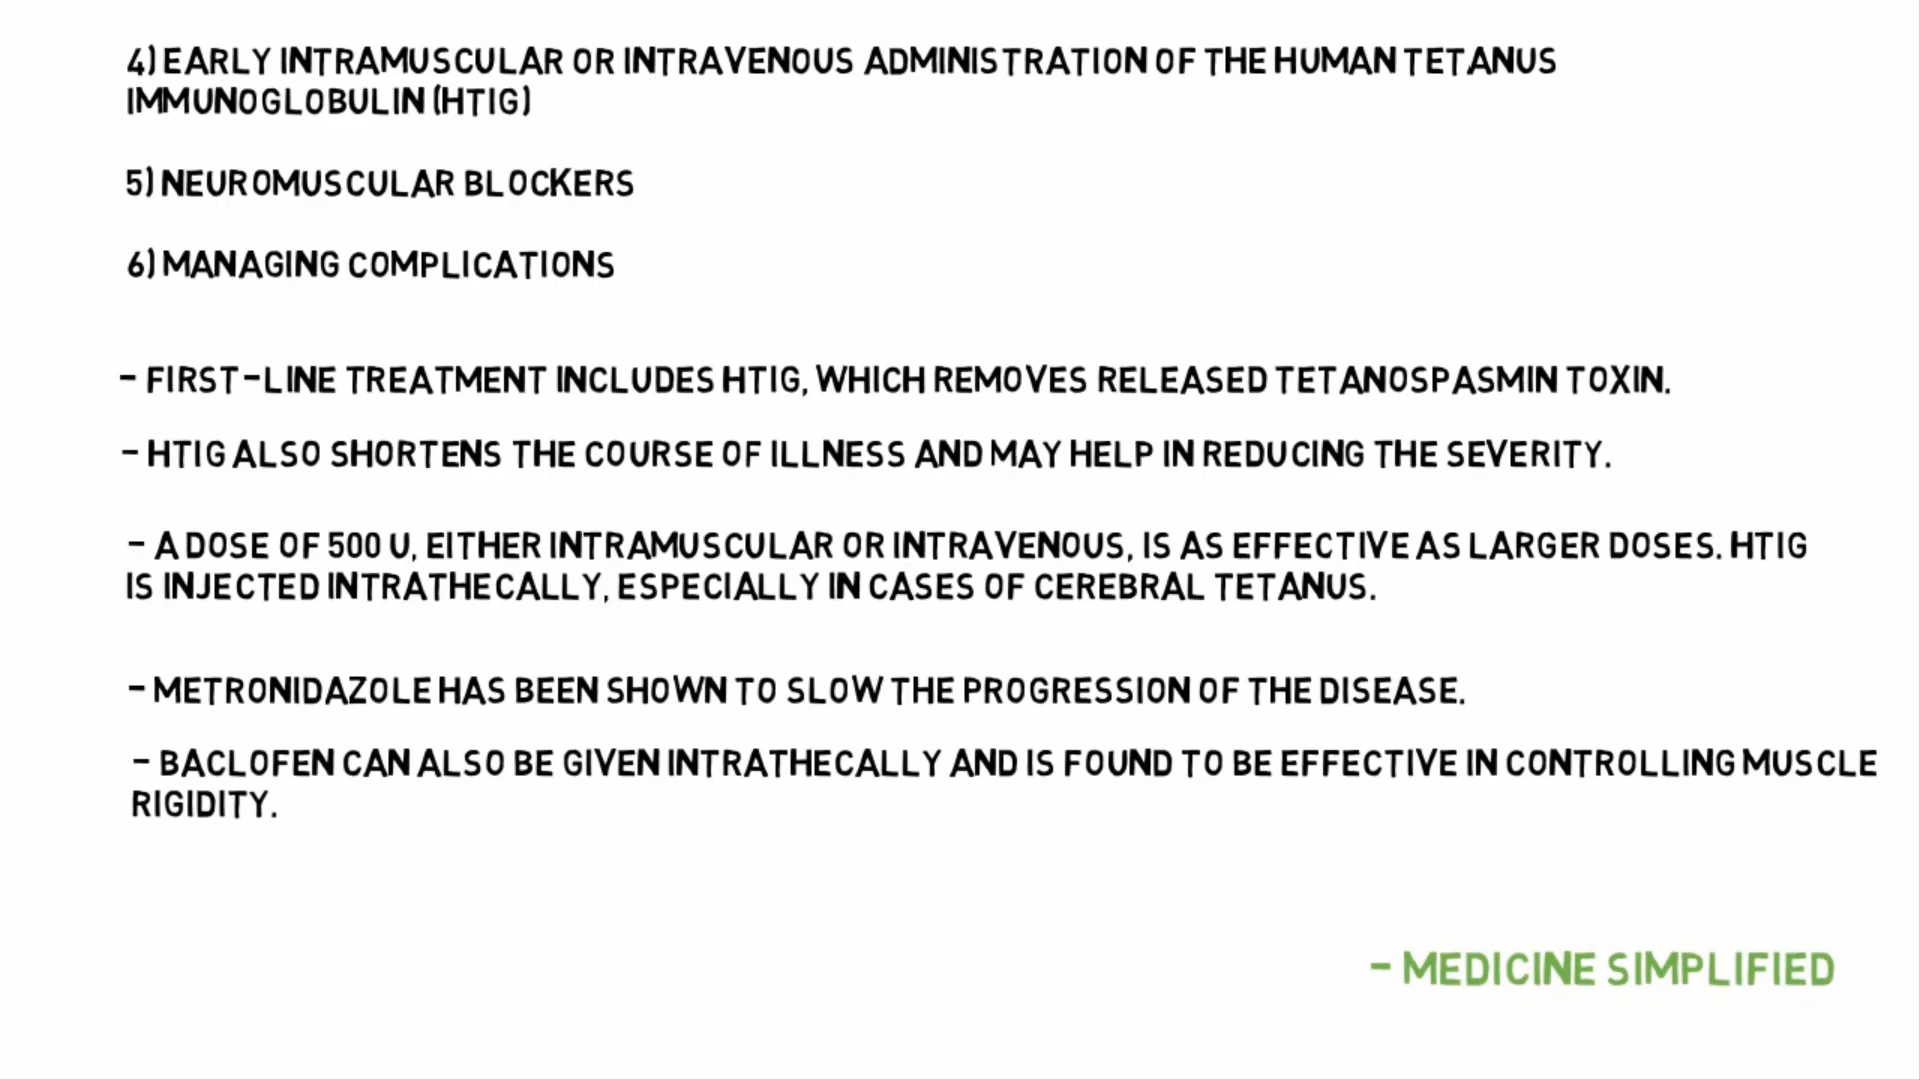 4) EARLY INTRAMUSCULAR OR INTRAVENOUS ADMINISTRATION OF THE HUMAN TETANUS
IMMUNOGLOBULIN (HTIG)
5) NEUROMUSCULAR BLOCKERS
6) MANAGING COMPLICATIONS
- FIRST-LINE TREATMENT INCLUDES HTIG, WHICH REMOVES RELEASED TETANOSPASMIN TOXIN.
- HTIG ALSO SHORTENS THE COURSE OF ILLNESS AND MAY HELP IN REDUCING THE SEVERITY.
- A DOSE OF 500 U, EITHER INTRAMUSCULAR OR INTRAVENOUS, IS AS EFFECTIVE AS LARGER DOSES. HTIG
IS INJECTED INTRATHECALLY, ESPECIALLY IN CASES OF CEREBRAL TETANUS.
- METRONIDAZOLE HAS BEEN SHOWN TO SLOW THE PROGRESSION OF THE DISEASE.
- BACLOFEN CAN ALSO BE GIVEN INTRATHECALLY AND IS FOUND TO BE EFFECTIVE IN CONTROLLING MUSCLE
RIGIDITY.
- MEDICINE SIMPLIFIED